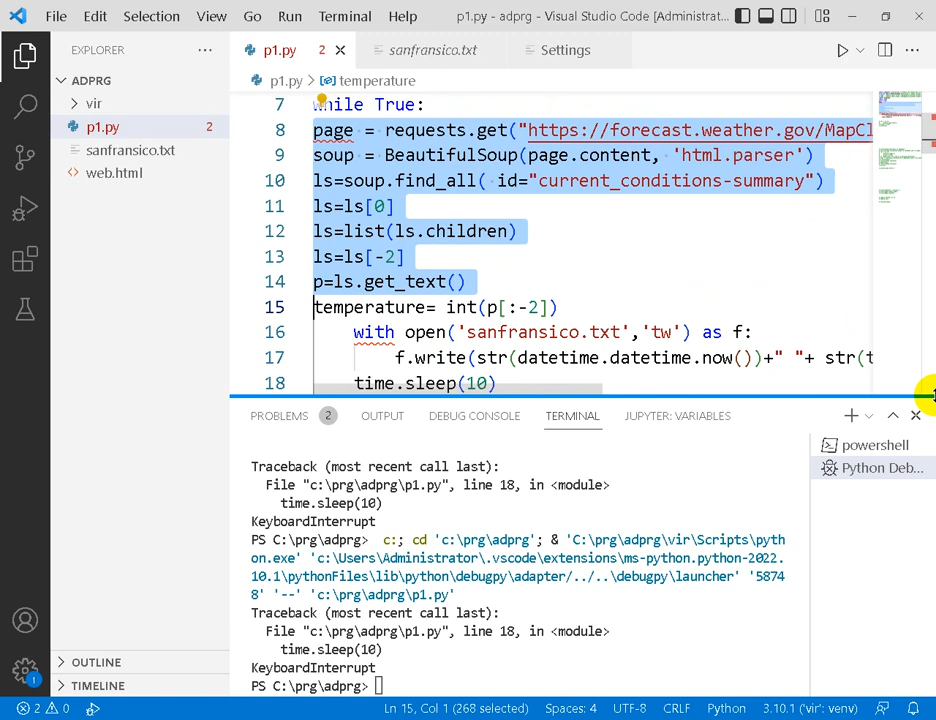 File Edit Selection View Go Run Terminal Help p1.py - adprg - Visual Studio Code [Administrat...
EXPLORER
p1.py 2 sanfransico.txt Settings
ADPRG
p1.py > temperature
vir
p1.py 2
sanfransico.txt
web.html
7 while True:
8 page = requests.get("https://forecast.weather.gov/MapCl
9 soup = BeautifulSoup(page.content, 'html.parser')
10 ls=soup.find_all( id="current_conditions-summary")
11 ls=ls[0]
12 ls=list(ls.children)
13 ls=ls[-2]
14 p=ls.get_text()
15 temperature= int(p[:-2])
16 with open('sanfransico.txt','tw') as f:
17 f.write(str(datetime.datetime.now())+" "+ str(t
18 time.sleep(10)
PROBLEMS 2 OUTPUT DEBUG CONSOLE TERMINAL JUPYTER: VARIABLES
powershell
Python Deb...
Traceback (most recent call last):
File "c:\prg\adprg\p1.py", line 18, in <module>
time.sleep(10)
KeyboardInterrupt
PS C:\prg\adprg> c:; cd 'c:\prg\adprg'; & 'C:\prg\adprg\vir\Scripts\pyth
on.exe' 'c:\Users\Administrator\.vscode\extensions\ms-python.python-2022.
10.1\pythonFiles\lib\python\debugpy\adapter/../..\debugpy\launcher' '5874
8' '--' 'c:\prg\adprg\p1.py'
Traceback (most recent call last):
File "c:\prg\adprg\p1.py", line 18, in <module>
time.sleep(10)
KeyboardInterrupt
PS C:\prg\adprg>
OUTLINE
TIMELINE
1
2 0 Ln 15, Col 1 (268 selected) Spaces: 4 UTF-8 CRLF Python 3.10.1 ('vir': venv)